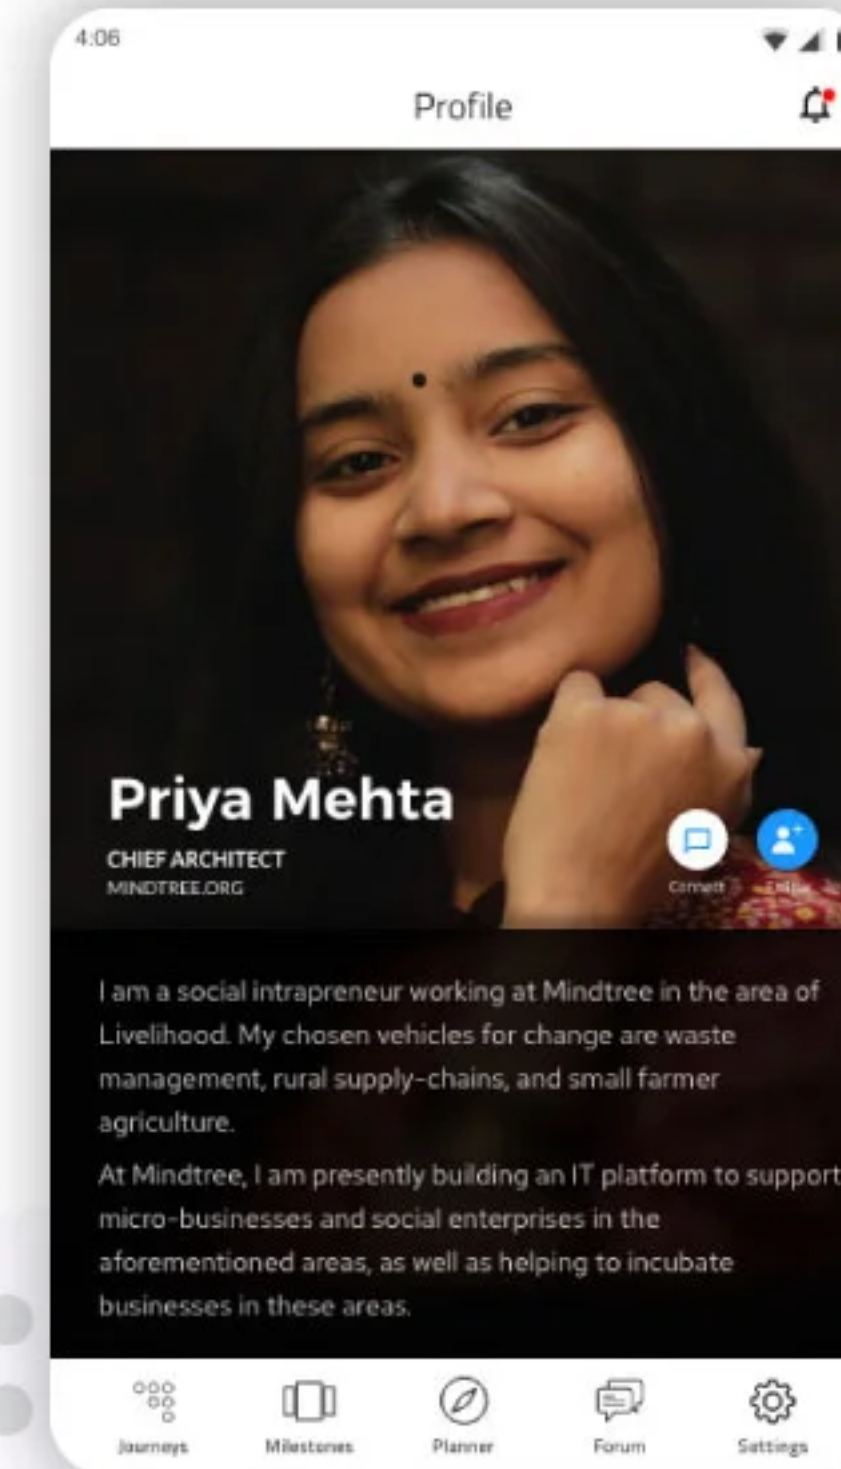 4:06
Profile
Priya Mehta
CHIEF ARCHITECT
MINDTREE.ORG
Connect
I am a social intrapreneur working at Mindtree in the area of
Livelihood. My chosen vehicles for change are waste
management, rural supply-chains, and small farmer
agriculture.
At Mindtree, I am presently building an IT platform to support
micro-businesses and social enterprises in the
aforementioned areas, as well as helping to incubate
businesses in these areas.
Journeys Milestones Planner Forum Settings